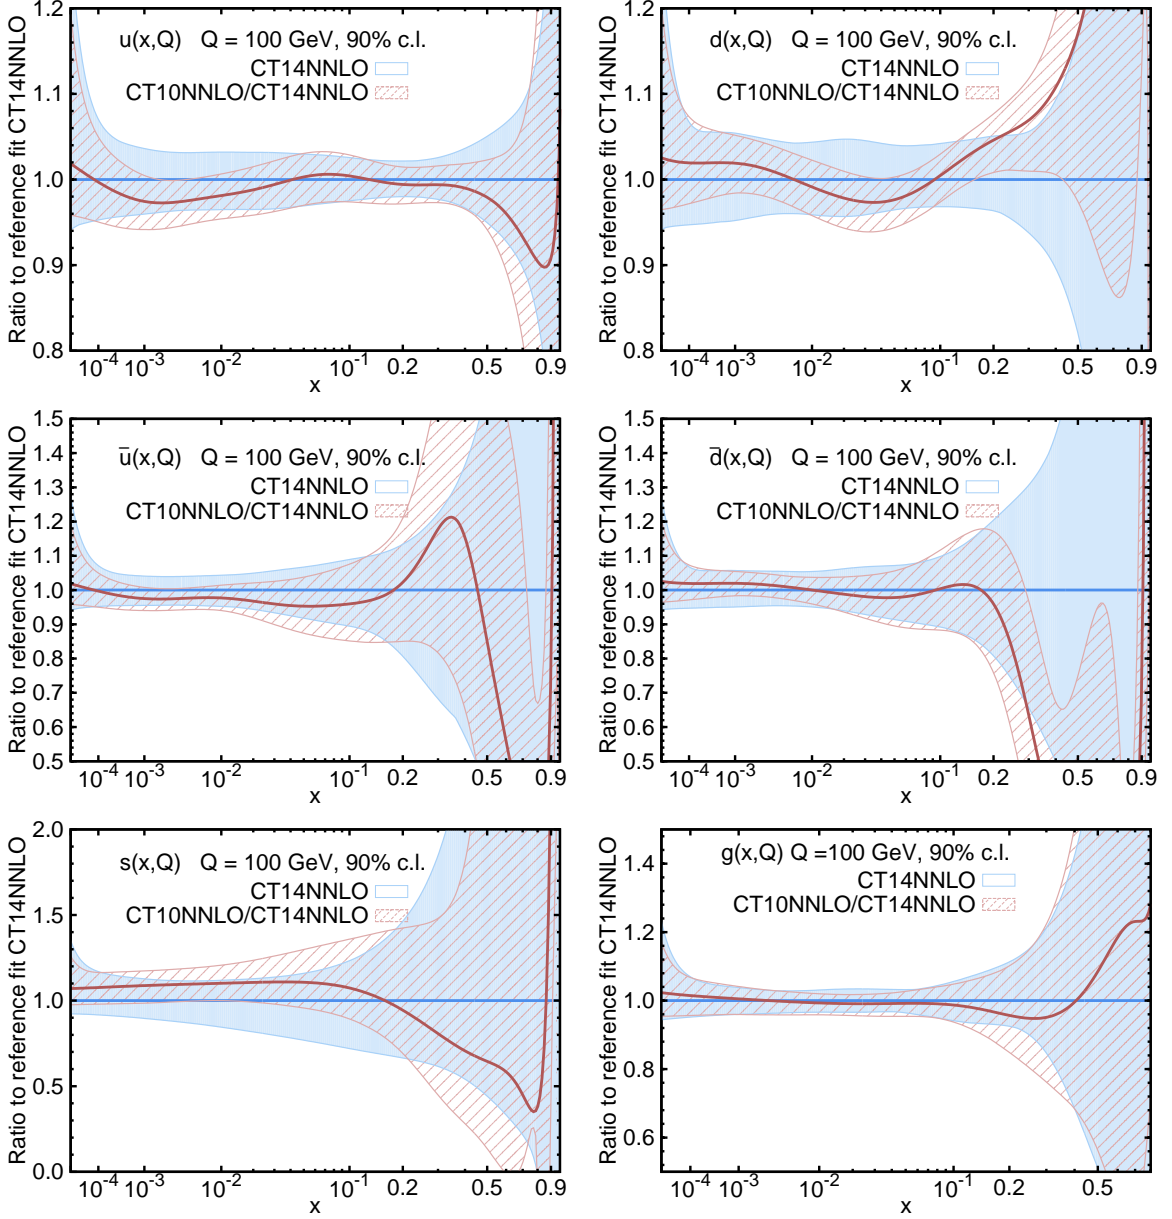 u(x,Q) Q = 100 GeV, 90% c.l.
CT14NNLO
CT10NNLO/CT14NNLO
Ratio to reference fit CT14NNLO
1.2
1.1
1.0
0.9
0.8
10-4 10-3 10-2 10-1 0.2 0.5 0.9
x
d(x,Q) Q = 100 GeV, 90% c.l.
CT14NNLO
CT10NNLO/CT14NNLO
Ratio to reference fit CT14NNLO
1.2
1.1
1.0
0.9
0.8
10-4 10-3 10-2 10-1 0.2 0.5 0.9
x
u̅(x,Q) Q = 100 GeV, 90% c.l.
CT14NNLO
CT10NNLO/CT14NNLO
Ratio to reference fit CT14NNLO
1.5
1.4
1.3
1.2
1.1
1.0
0.9
0.8
0.7
0.6
0.5
10-4 10-3 10-2 10-1 0.2 0.5 0.9
x
d̅(x,Q) Q = 100 GeV, 90% c.l.
CT14NNLO
CT10NNLO/CT14NNLO
Ratio to reference fit CT14NNLO
1.5
1.4
1.3
1.2
1.1
1.0
0.9
0.8
0.7
0.6
0.5
10-4 10-3 10-2 10-1 0.2 0.5 0.9
x
s(x,Q) Q = 100 GeV, 90% c.l.
CT14NNLO
CT10NNLO/CT14NNLO
Ratio to reference fit CT14NNLO
2.0
1.5
1.0
0.5
0.0
10-4 10-3 10-2 10-1 0.2 0.5 0.9
x
g(x,Q) Q =100 GeV, 90% c.l.
CT14NNLO
CT10NNLO/CT14NNLO
Ratio to reference fit CT14NNLO
1.4
1.2
1.0
0.8
0.6
10-4 10-3 10-2 10-1 0.2 0.5
x